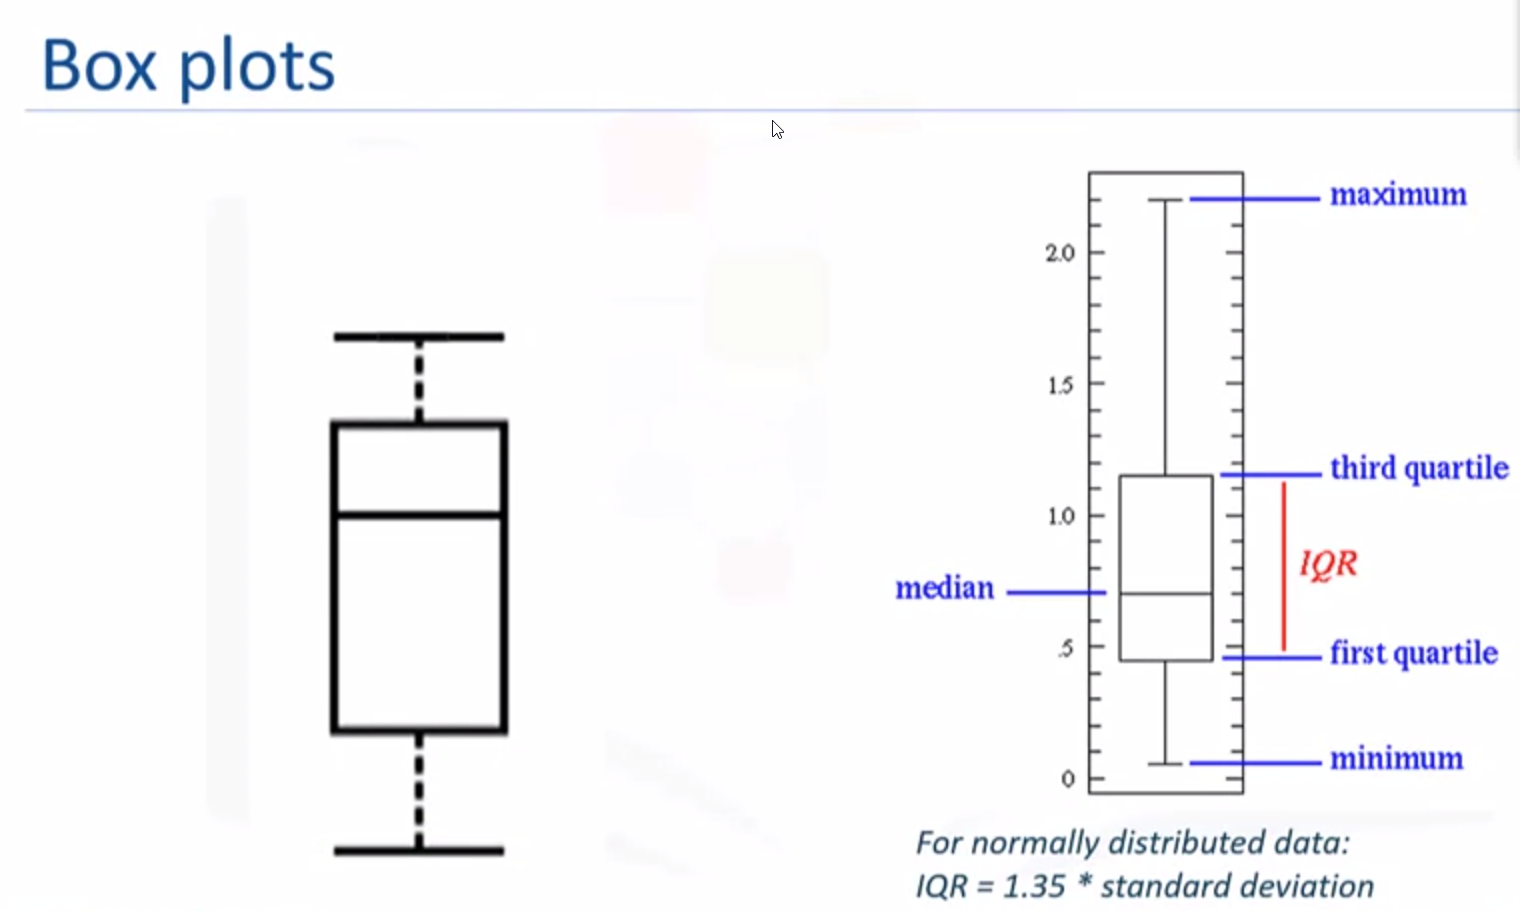 Box plots
maximum
2.0
1.5
third quartile
1.0
IQR
median
.5
first quartile
minimum
0
For normally distributed data:
IQR = 1.35 * standard deviation